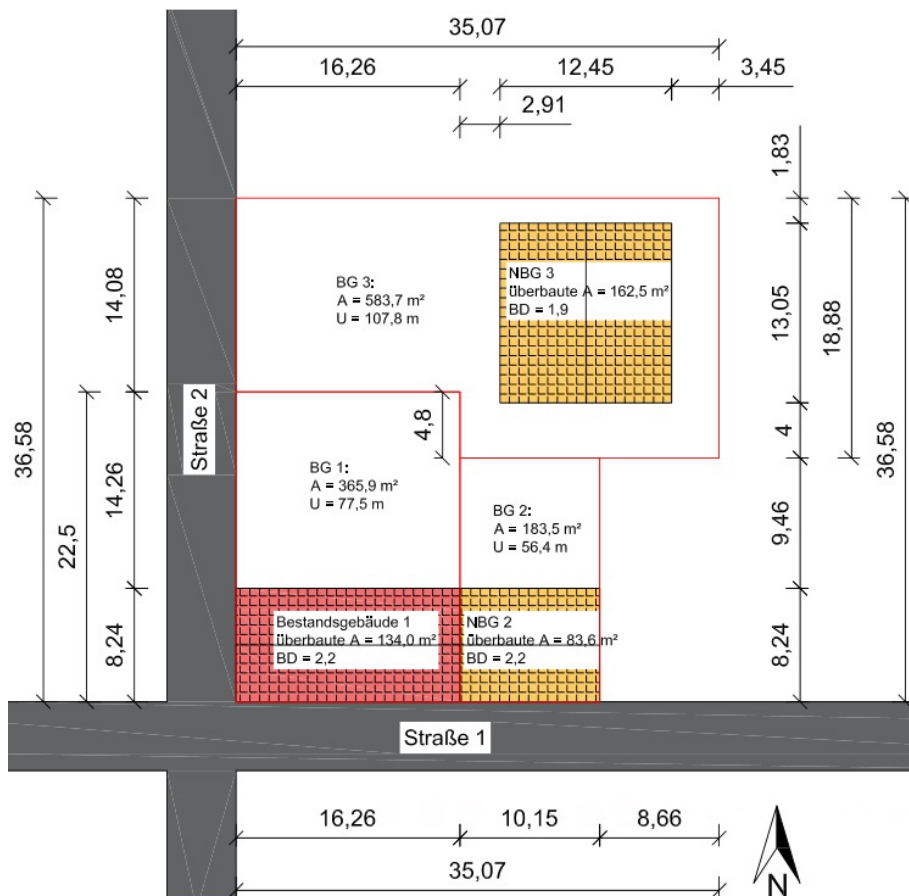 35,07
16,26
12,45
3,45
2,91
1,83
36,58
14,08
14,26
22,5
8,24
BG 3:
A = 583,7 m²
U = 107,8 m
NBG 3
überbaute A = 162,5 m²
BD = 1,9
13,05
18,88
36,58
4,8
4
Straße 2
BG 1:
A = 365,9 m²
U = 77,5 m
BG 2:
A = 183,5 m²
U = 56,4 m
9,46
Bestandsgebäude 1
überbaute A = 134,0 m²
BD = 2,2
NBG 2
überbaute A = 83,6 m²
BD = 2,2
8,24
Straße 1
16,26
10,15
8,66
35,07
N